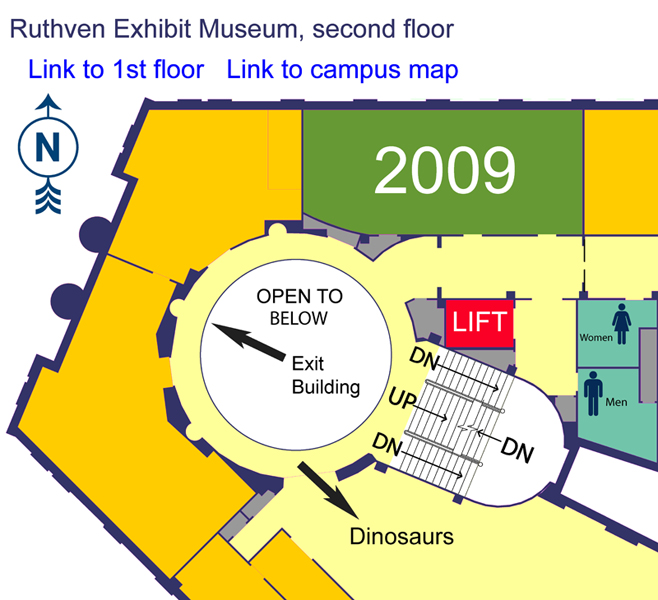 Ruthven Exhibit Museum, second floor
Link to 1st floor Link to campus map
N
2009
OPEN TO
BELOW
LIFT
Women
Exit
Building
DN
UP
Men
DN
DN
Dinosaurs